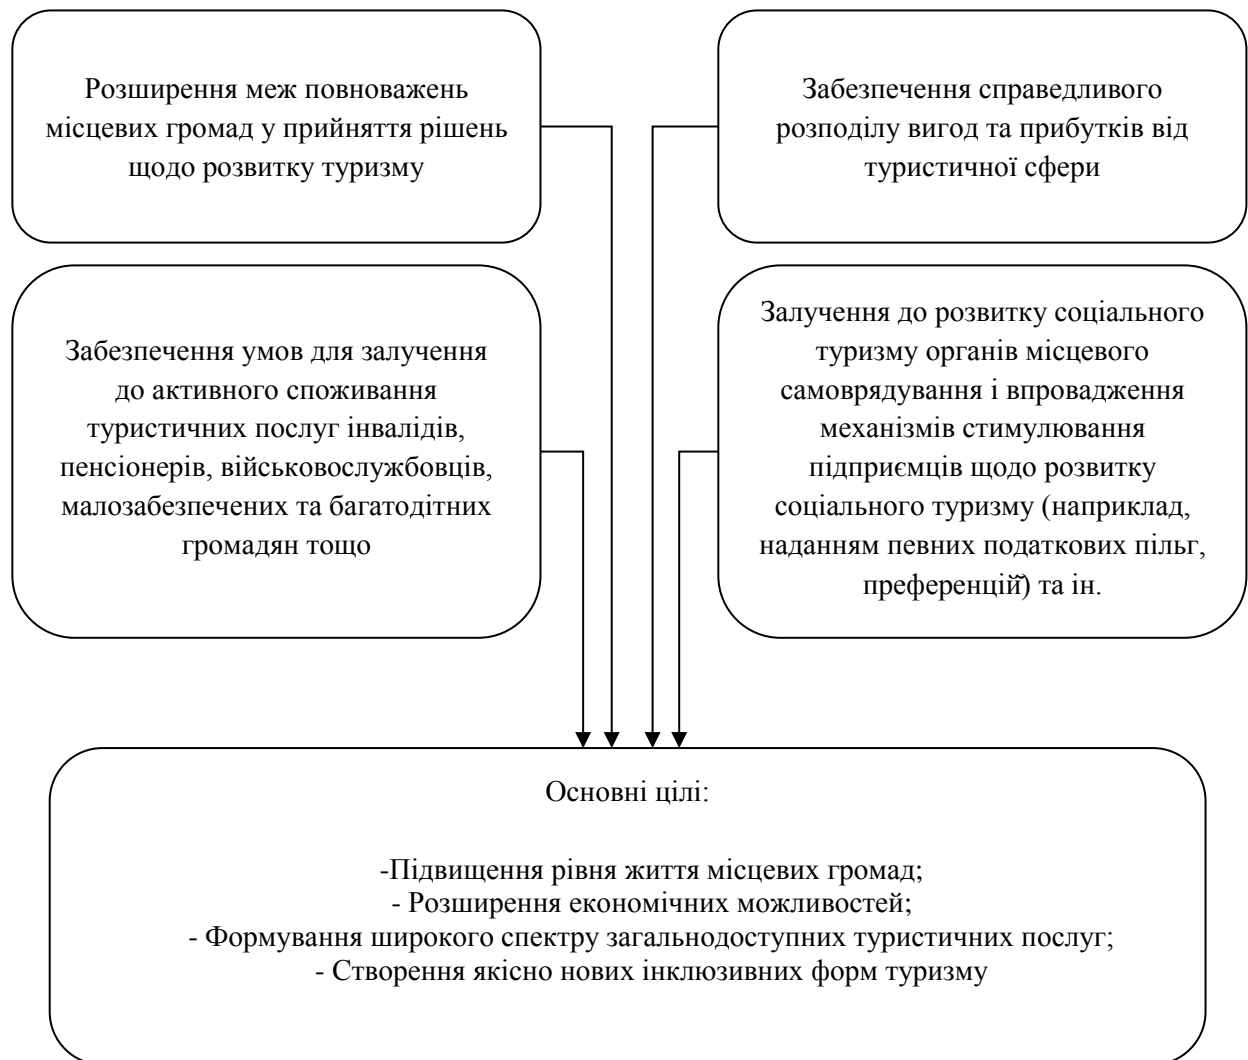 Розширення меж повноважень
місцевих громад у прийняття рішень
щодо розвитку туризму
Забезпечення справедливого
розподілу вигод та прибутків від
туристичної сфери
Забезпечення умов для залучення
до активного споживання
туристичних послуг інвалідів,
пенсіонерів, військовослужбовців,
малозабезпечених та багатодітних
громадян тощо
Залучення до розвитку соціального
туризму органів місцевого
самоврядування і впровадження
механізмів стимулювання
підприємців щодо розвитку
соціального туризму (наприклад,
наданням певних податкових пільг,
преференцій) та ін.
Основні цілі:
-Підвищення рівня життя місцевих громад;
- Розширення економічних можливостей;
- Формування широкого спектру загальнодоступних туристичних послуг;
- Створення якісно нових інклюзивних форм туризму